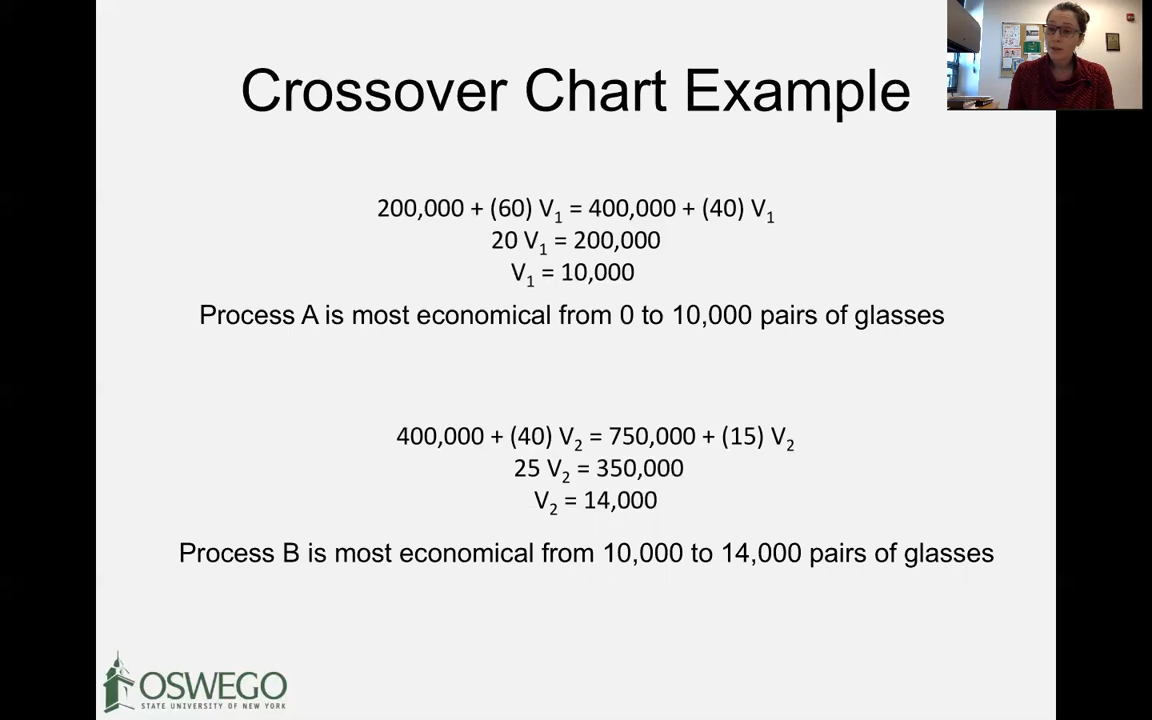 Crossover Chart Example
200,000 + (60) V₁ = 400,000 + (40) V₁
20 V₁ = 200,000
V₁ = 10,000
Process A is most economical from 0 to 10,000 pairs of glasses
400,000 + (40) V₂ = 750,000 + (15) V₂
25 V₂ = 350,000
V₂ = 14,000
Process B is most economical from 10,000 to 14,000 pairs of glasses
OSWEGO
STATE UNIVERSITY OF NEW YORK